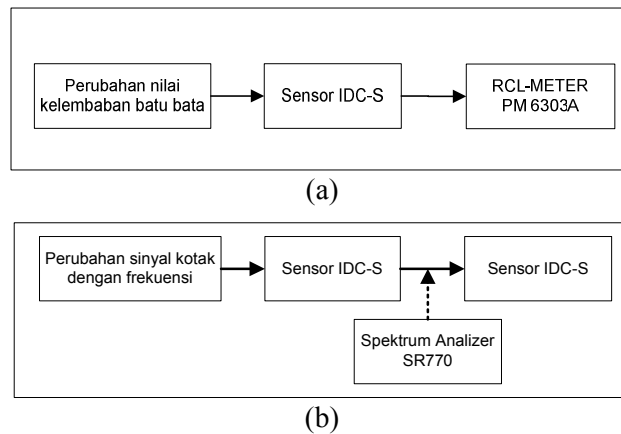 Perubahan nilai
kelembaban batu bata
Sensor IDC-S
RCL-METER
PM 6303A
(a)
Perubahan sinyal kotak
dengan frekuensi
Sensor IDC-S
Sensor IDC-S
Spektrum Analizer
SR770
(b)